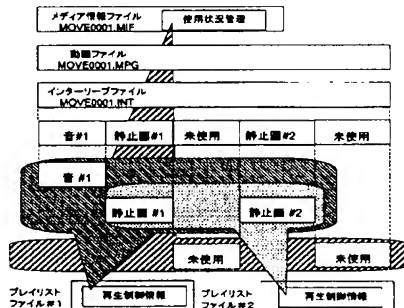 メディア情報ファイル
MOVE0001.MIF
使用状況管理
動画ファイル
MOVE0001.MPG
インターリーブファイル
MOVE0001.INT
音#1 静止画#1 未使用 静止画#2 未使用
音#1
静止画#1 静止画#2
未使用 未使用
プレイリスト
ファイル#1
再生制御情報
プレイリスト
ファイル#2
再生制御情報